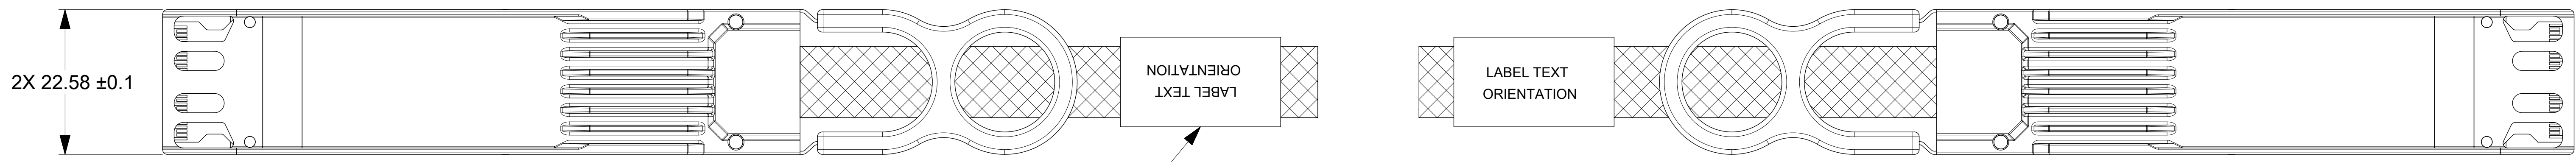 2X 22.58 ±0.1
LABEL TEXT
ORIENTATION
LABEL TEXT
ORIENTATION